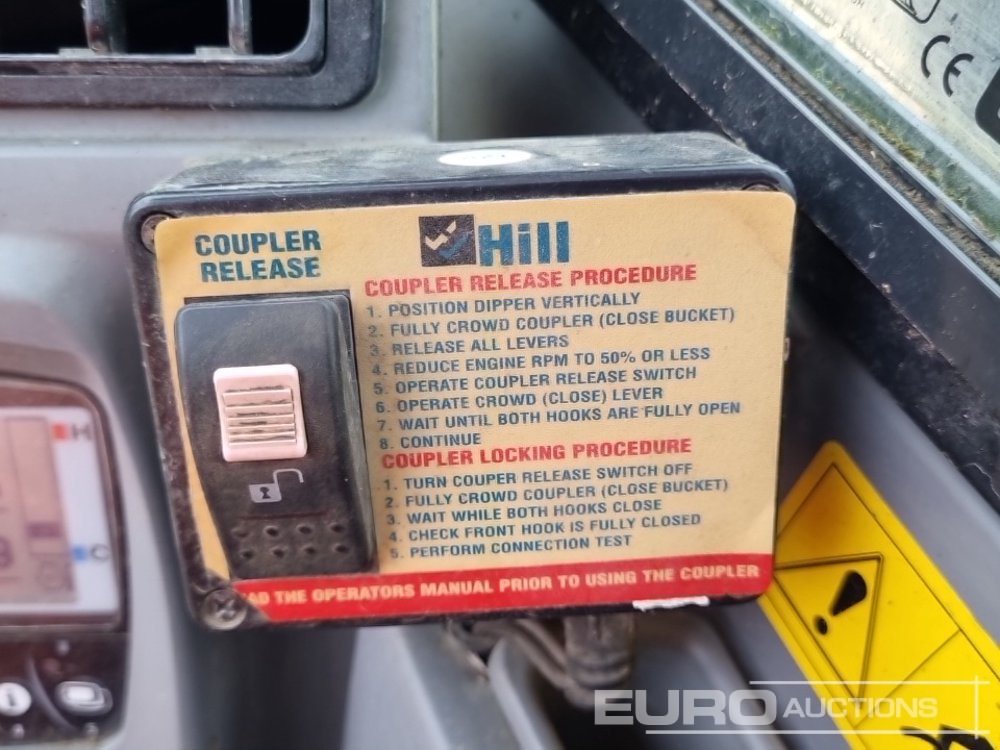 COUPLER
RELEASE
Hill
COUPLER RELEASE PROCEDURE
1. POSITION DIPPER VERTICALLY
2. FULLY CROWD COUPLER (CLOSE BUCKET)
3. RELEASE ALL LEVERS
4. REDUCE ENGINE RPM TO 50% OR LESS
5. OPERATE COUPLER RELEASE SWITCH
6. OPERATE CROWD (CLOSE) LEVER
7. WAIT UNTIL BOTH HOOKS ARE FULLY OPEN
8. CONTINUE
COUPLER LOCKING PROCEDURE
1. TURN COUPER RELEASE SWITCH OFF
2. FULLY CROWD COUPLER (CLOSE BUCKET)
3. WAIT WHILE BOTH HOOKS CLOSE
4. CHECK FRONT HOOK IS FULLY CLOSED
5. PERFORM CONNECTION TEST
THE OPERATORS MANUAL PRIOR TO USING THE COUPLER
CE
H
C
EURO AUCTIONS